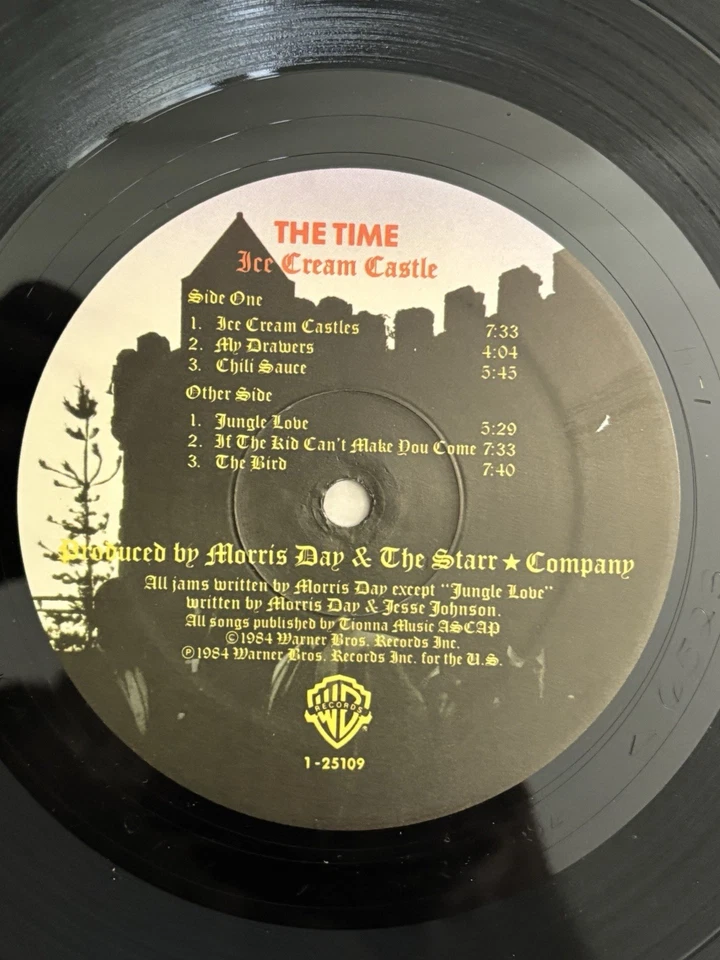 THE TIME
Ice Cream Castle
Side One
1. Ice Cream Castles 7:33
2. My Drawers 4:04
3. Chili Sauce 5:45
Other Side
1. Jungle Love 5:29
2. If The Kid Can't Make You Come 7:33
3. The Bird 7:40
Produced by Morris Day & The Starr ★ Company
All jams written by Morris Day except "Jungle Love"
written by Morris Day & Jesse Johnson.
All songs published by Tionna Music ASCAP
©1984 Warner Bros. Records Inc.
℗1984 Warner Bros. Records Inc. for the U.S.
WB RECORDS ®
1-25109